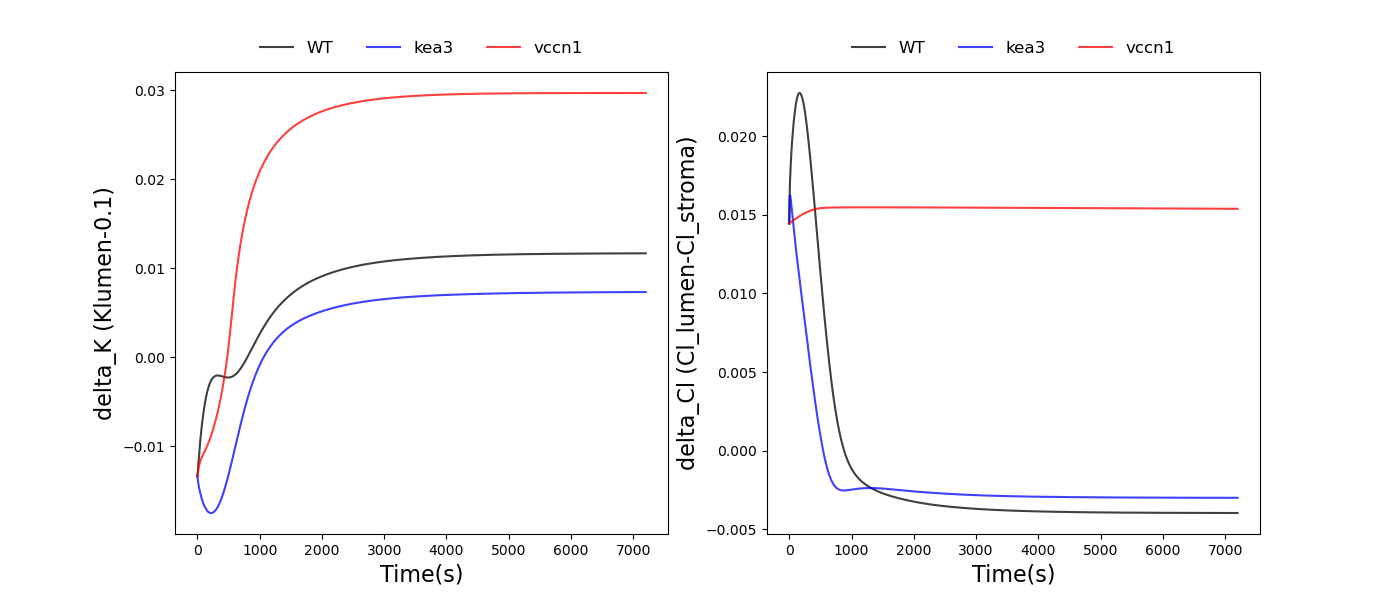 WT kea3 vccn1
delta_K (Klumen-0.1)
0.03
0.02
0.01
0.00
−0.01
0 1000 2000 3000 4000 5000 6000 7000
Time(s)
WT kea3 vccn1
delta_Cl (Cl_lumen-Cl_stroma)
0.020
0.015
0.010
0.005
0.000
−0.005
0 1000 2000 3000 4000 5000 6000 7000
Time(s)